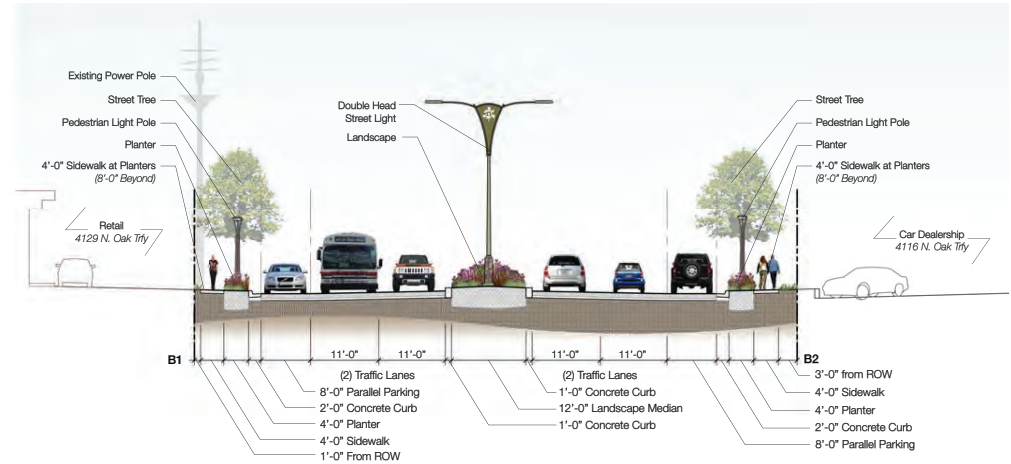 Existing Power Pole
Street Tree
Pedestrian Light Pole
Planter
4'-0" Sidewalk at Planters
(8'-0" Beyond)
Retail
4129 N. Oak Trfy
Double Head
Street Light
Landscape
Street Tree
Pedestrian Light Pole
Planter
4'-0" Sidewalk at Planters
(8'-0" Beyond)
Car Dealership
4116 N. Oak Trfy
B1
11'-0"
11'-0"
11'-0"
11'-0"
B2
(2) Traffic Lanes
8'-0" Parallel Parking
2'-0" Concrete Curb
4'-0" Planter
4'-0" Sidewalk
1'-0" From ROW
(2) Traffic Lanes
1'-0" Concrete Curb
12'-0" Landscape Median
1'-0" Concrete Curb
3'-0" from ROW
4'-0" Sidewalk
4'-0" Planter
2'-0" Concrete Curb
8'-0" Parallel Parking